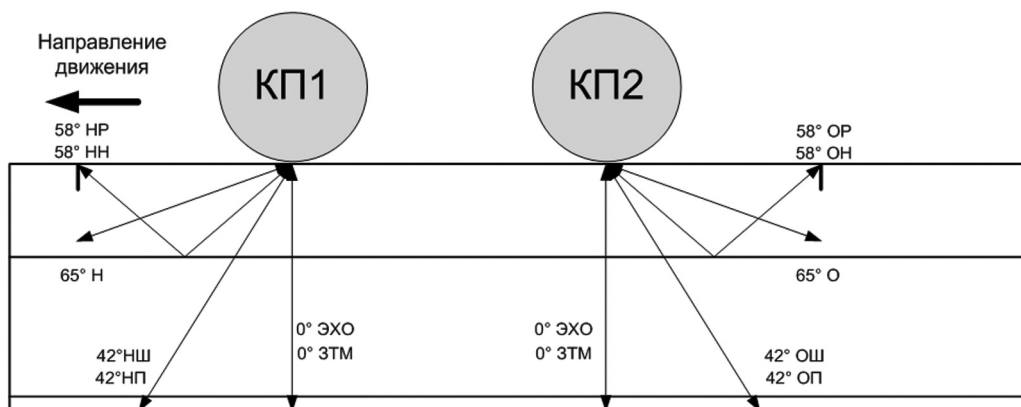 Направление
движения
КП1
КП2
58° НР
58° НН
58° ОР
58° ОН
65° Н
65° О
0° ЭХО
0° ЗТМ
0° ЭХО
0° ЗТМ
42°НШ
42°НП
42° ОШ
42° ОП